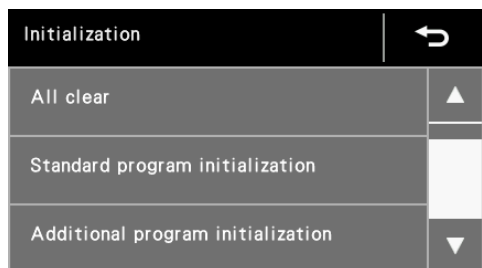 Initialization
All clear
Standard program initialization
Additional program initialization